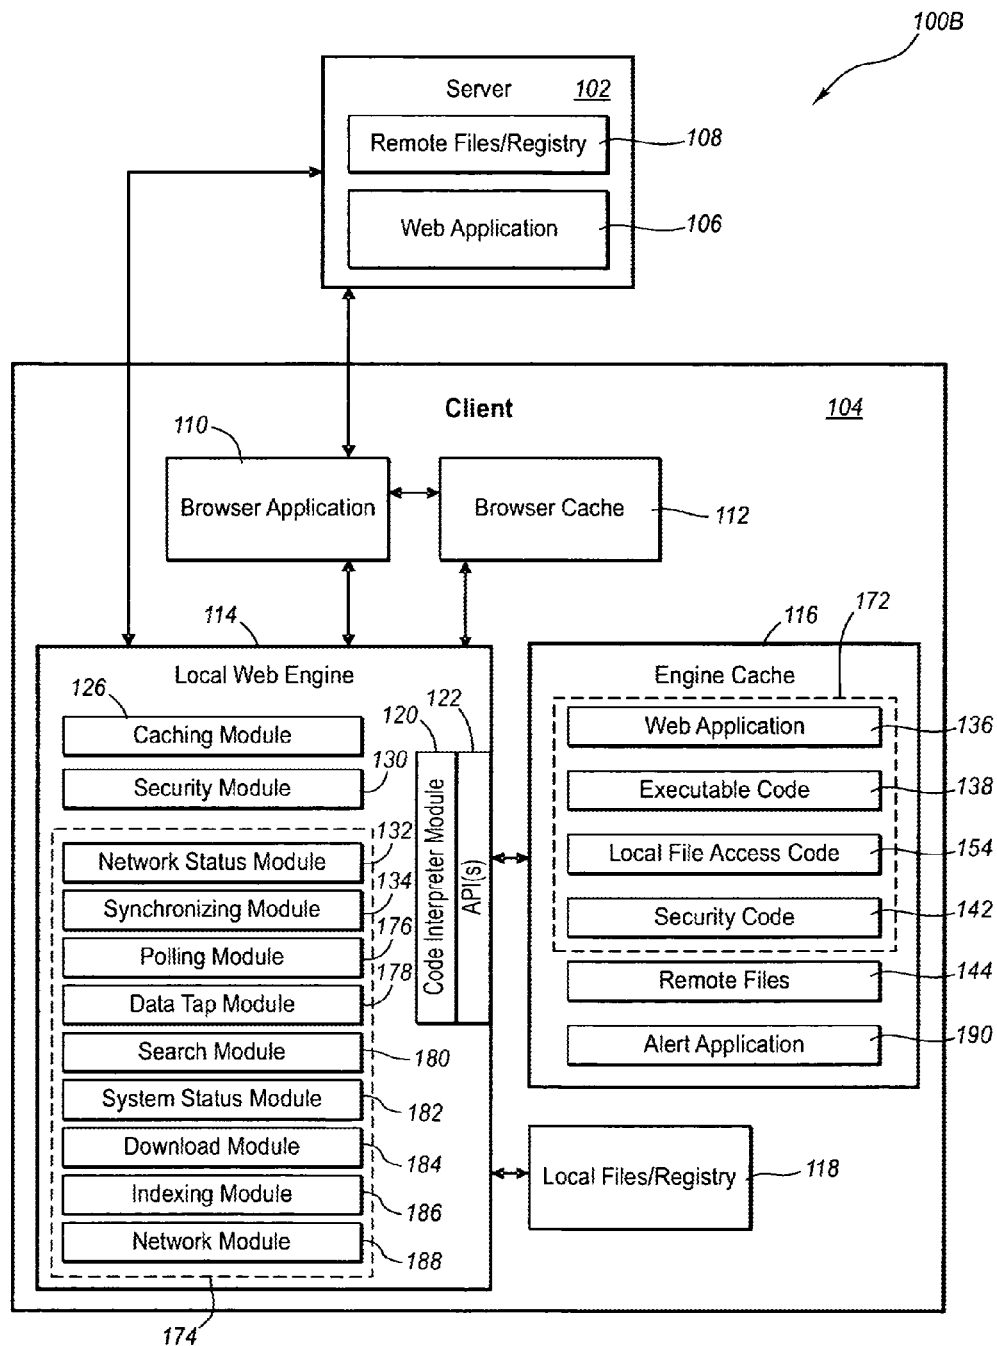 100B
Server 102
Remote Files/Registry 108
Web Application 106
Client 104
110
Browser Application
Browser Cache 112
114
Local Web Engine
126
Caching Module
Security Module 130
Network Status Module 132
Synchronizing Module 134
Polling Module 176
Data Tap Module 178
Search Module 180
System Status Module 182
Download Module 184
Indexing Module 186
Network Module 188
174
120
Code Interpreter Module
122
API(s)
116
172
Engine Cache
Web Application 136
Executable Code 138
Local File Access Code 154
Security Code 142
Remote Files 144
Alert Application 190
Local Files/Registry 118